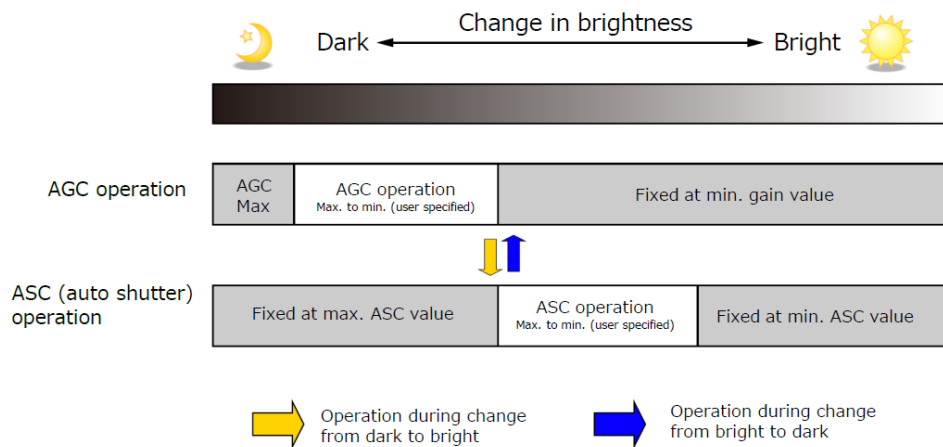 Change in brightness
Dark
Bright
AGC operation
AGC
Max
AGC operation
Max. to min. (user specified)
Fixed at min. gain value
ASC (auto shutter)
operation
Fixed at max. ASC value
ASC operation
Max. to min. (user specified)
Fixed at min. ASC value
Operation during change
from dark to bright
Operation during change
from bright to dark